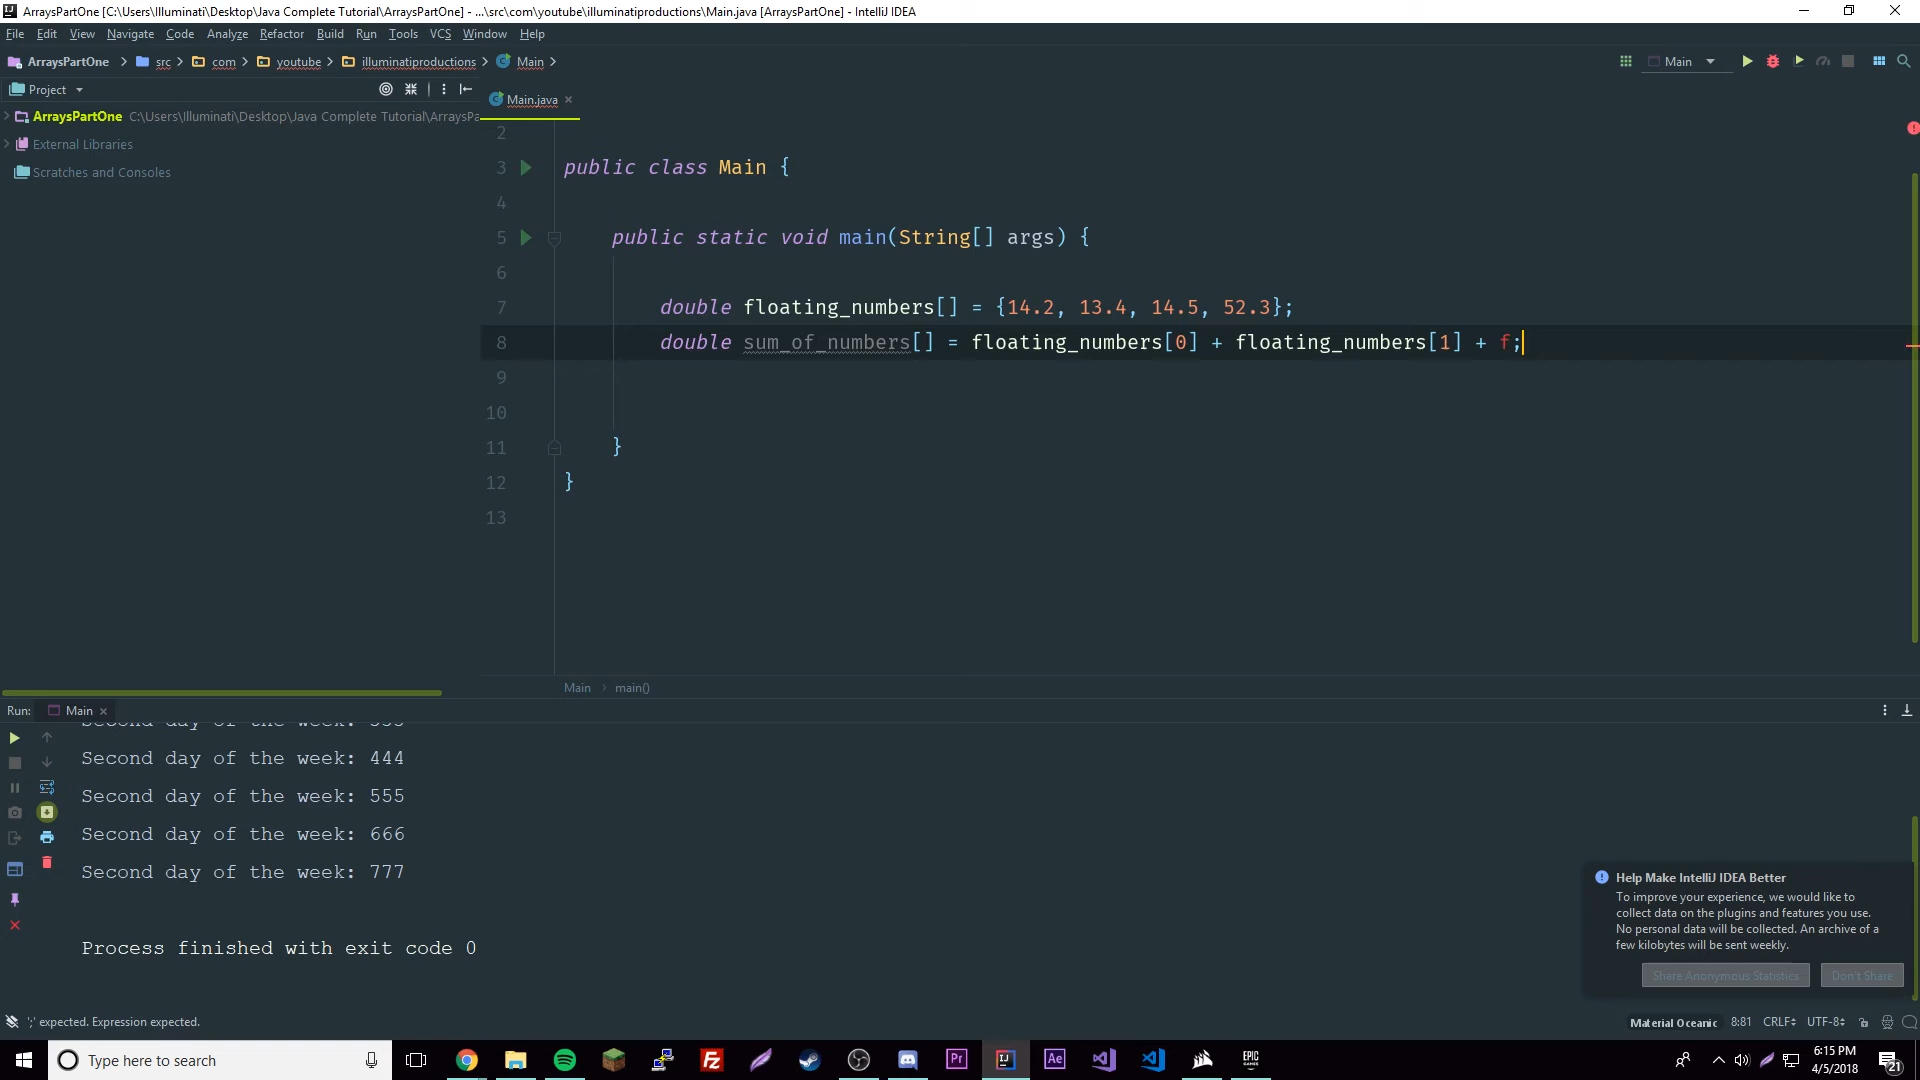 ArraysPartOne [C:\Users\Illuminati\Desktop\Java Complete Tutorial\ArraysPartOne] - ...\src\com\youtube\illuminatiproductions\Main.java [ArraysPartOne] - IntelliJ IDEA
File Edit View Navigate Code Analyze Refactor Build Run Tools VCS Window Help
ArraysPartOne src com youtube illuminatiproductions Main
Main
Project
Main.java
ArraysPartOne C:\Users\Illuminati\Desktop\Java Complete Tutorial\ArraysPa
External Libraries
Scratches and Consoles
2
3 public class Main {
4
5 public static void main(String[] args) {
6
7 double floating_numbers[] = {14.2, 13.4, 14.5, 52.3};
8 double sum_of_numbers[] = floating_numbers[0] + floating_numbers[1] + f;
9
10
11 }
12 }
13
Main main()
Run: Main
Second day of the week: 444
Second day of the week: 555
Second day of the week: 666
Second day of the week: 777
Process finished with exit code 0
Help Make IntelliJ IDEA Better
To improve your experience, we would like to
collect data on the plugins and features you use.
No personal data will be collected. An archive of a
few kilobytes will be sent weekly.
Share Anonymous Statistics Don't Share
';' expected. Expression expected.
Material Oceanic 8:81 CRLF UTF-8
Type here to search
Fz Pr IJ Ae EPIC GAMES
6:15 PM
4/5/2018
21